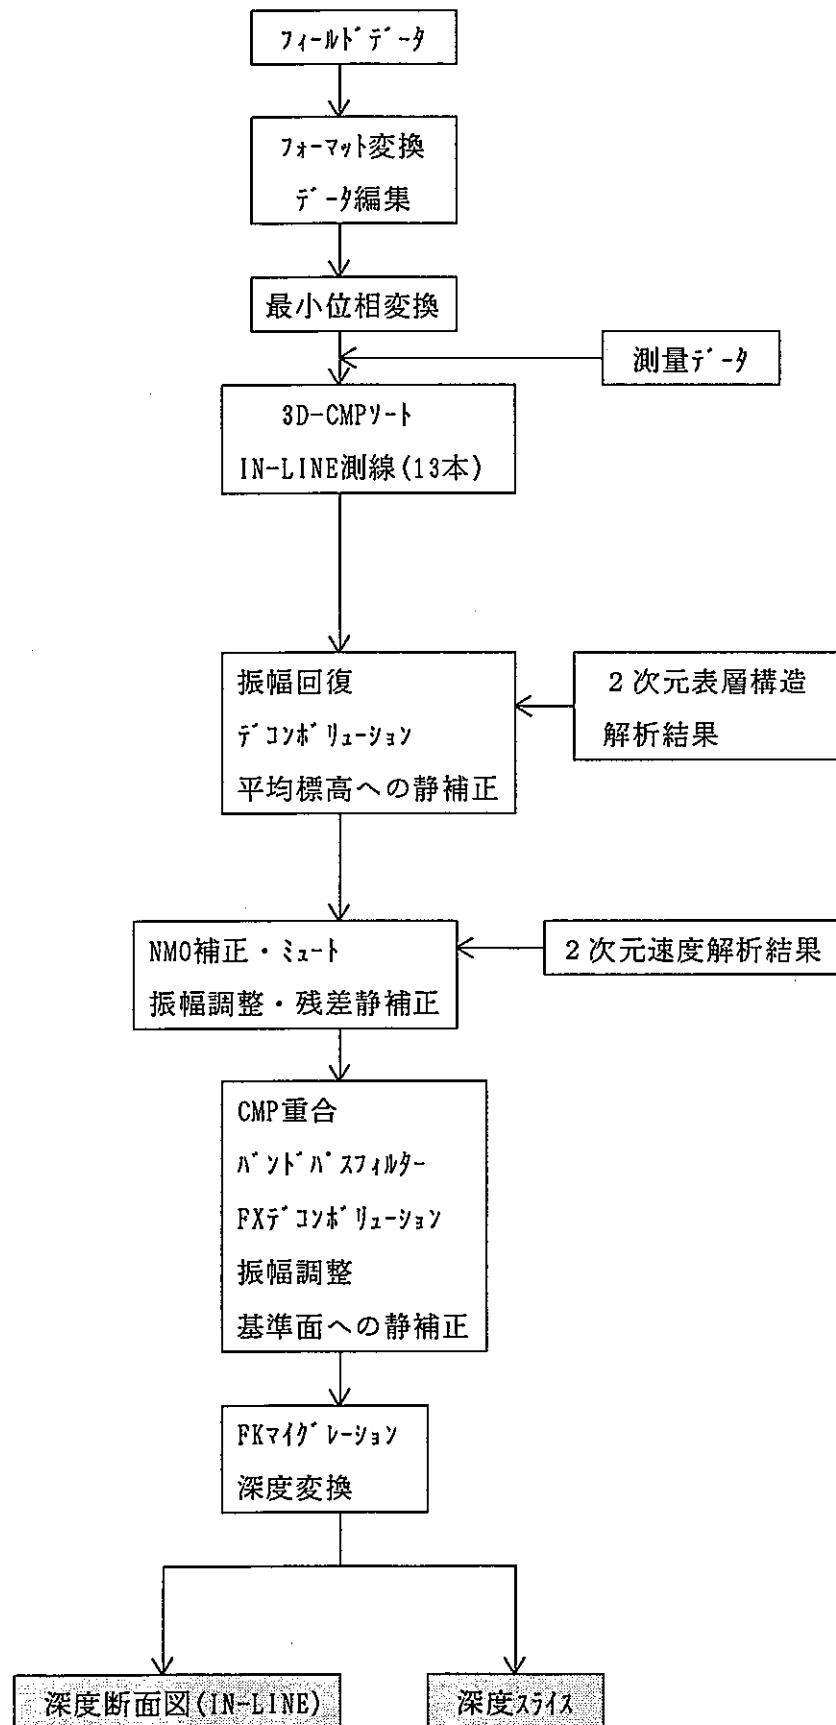 ﾌｨｰﾙﾄﾞﾃﾞｰﾀ
ﾌｫｰﾏｯﾄ変換
ﾃﾞｰﾀ編集
最小位相変換
測量ﾃﾞｰﾀ
3D-CMPｿｰﾄ
IN-LINE測線(13本)
振幅回復
ﾃﾞｺﾝﾎﾞﾘｭｰｼｮﾝ
平均標高への静補正
２次元表層構造
解析結果
NMO補正・ﾐｭｰﾄ
振幅調整・残差静補正
２次元速度解析結果
CMP重合
ﾊﾞﾝﾄﾞﾊﾟｽﾌｨﾙﾀｰ
FXﾃﾞｺﾝﾎﾞﾘｭｰｼｮﾝ
振幅調整
基準面への静補正
FKﾏｲｸﾞﾚｰｼｮﾝ
深度変換
深度断面図(IN-LINE)
深度ｽﾗｲｽ